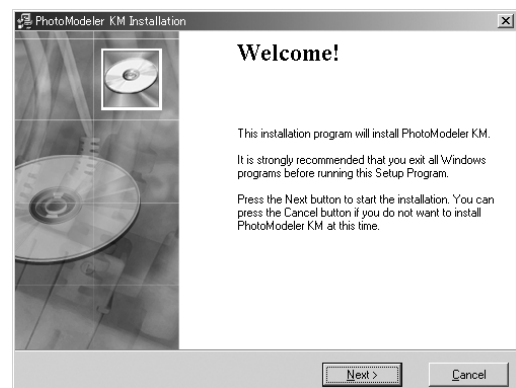 PhotoModeler KM Installation
Welcome!
This installation program will install PhotoModeler KM.
It is strongly recommended that you exit all Windows
programs before running this Setup Program.
Press the Next button to start the installation. You can
press the Cancel button if you do not want to install
PhotoModeler KM at this time.
Next >
Cancel